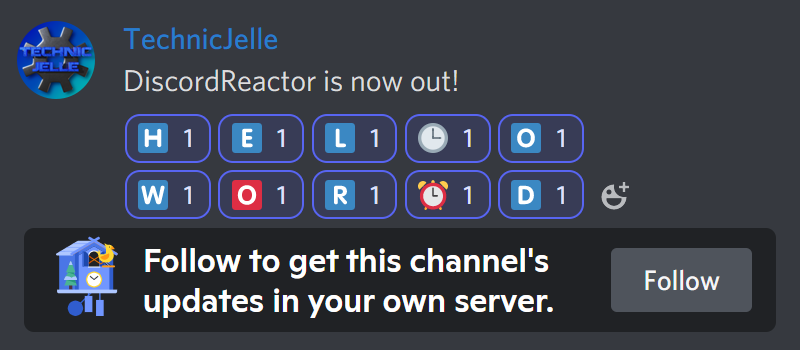 TECHNIC
JELLE
TechnicJelle
DiscordReactor is now out!
H 1 E 1 L 1 1 O 1
W 1 O 1 R 1 1 D 1
Follow to get this channel's
updates in your own server.
Follow